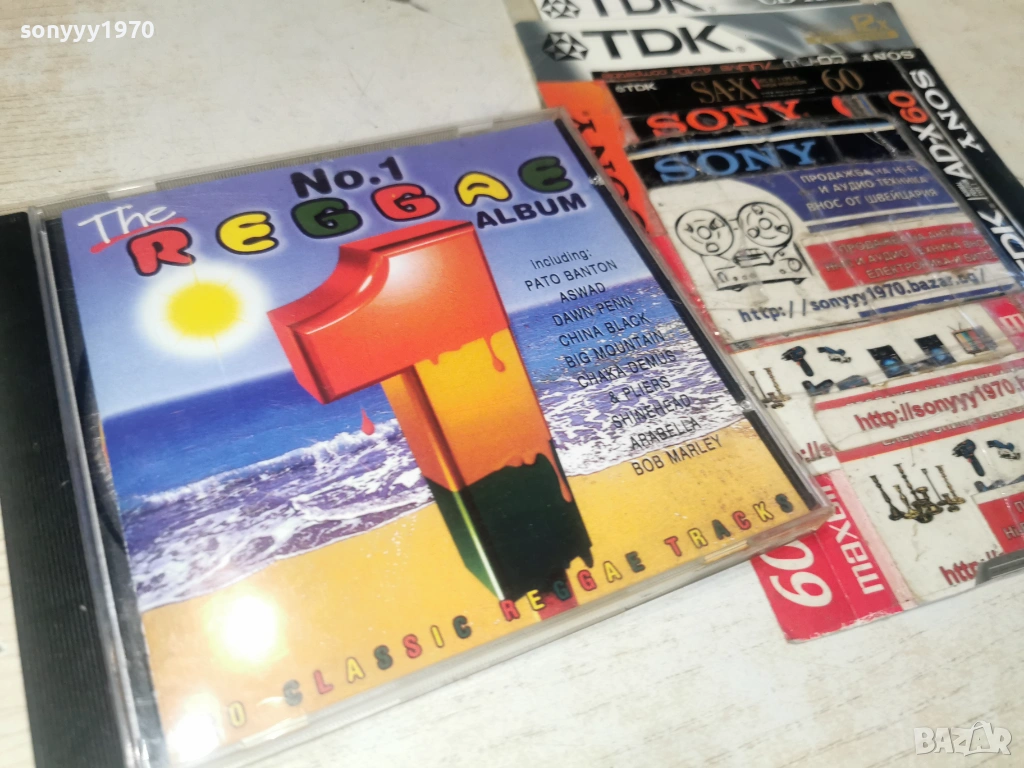 sonyyy1970
The
No.1
REGGAE
ALBUM
Including:
PATO BANTON
ASWAD
DAWN PENN
CHINA BLACK
BIG MOUNTAIN
CHAKA DEMUS
& PLIERS
SHINEHEAD
ARABELLA
BOB MARLEY
CLASSIC REGGAE TRACKS
TDK
TDK
TDK
SA-X
60
SONY
SONY
SONY
ADX60
TDK
ПРОДАЖБА НА HI-FI
И АУДИО ТЕХНИКА
ВНОС ОТ ШВЕЙЦАРИЯ
http://sonyyy1970.bazar.bg/
http://sonyyy1970.b
maxell
60
BAZAR